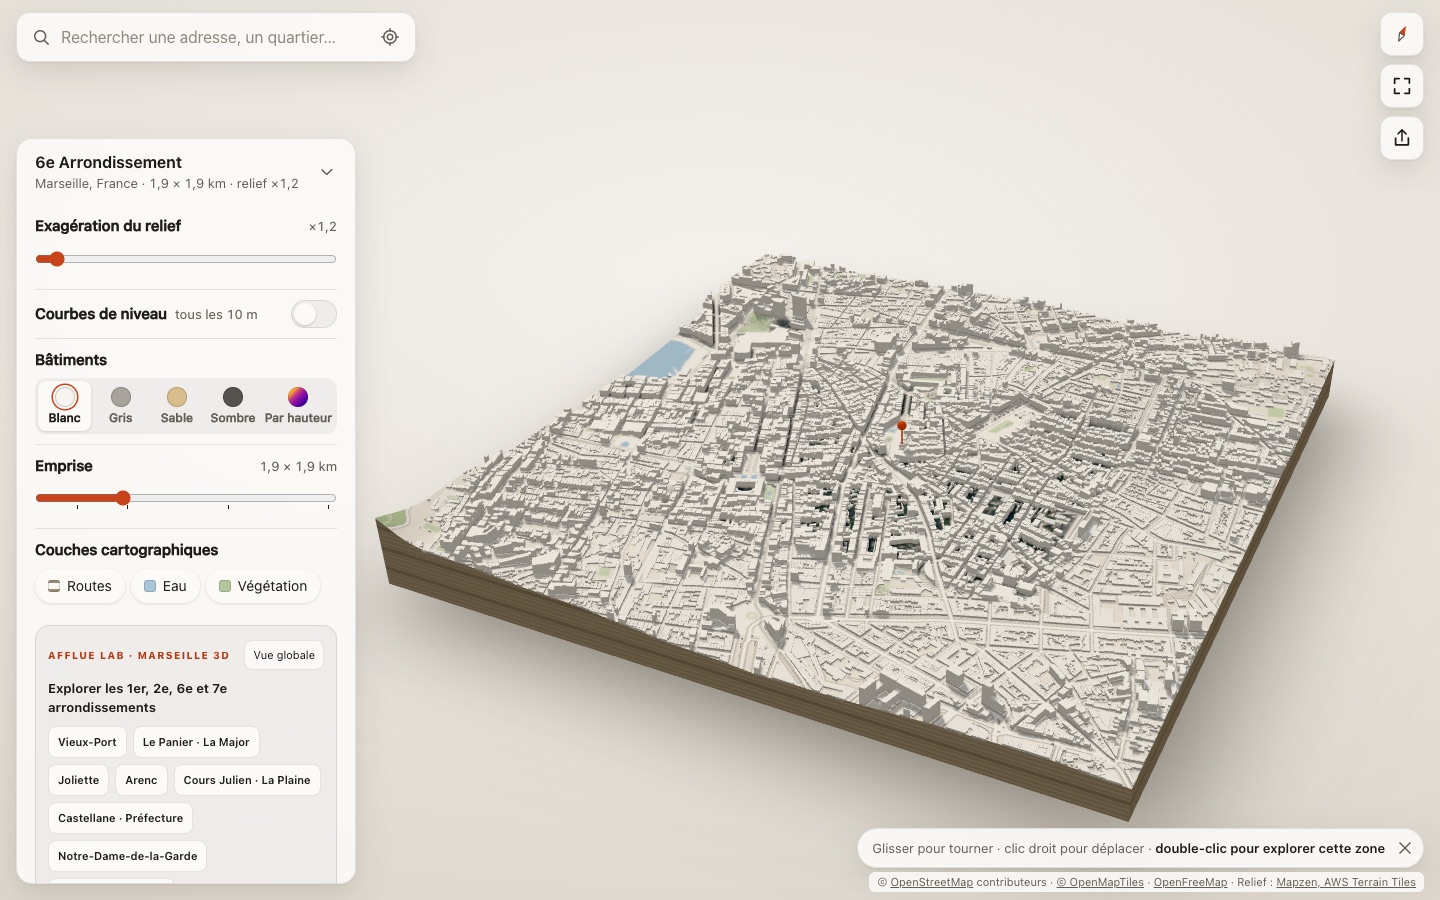 Rechercher une adresse, un quartier...
6e Arrondissement
Marseille, France · 1,9 × 1,9 km · relief ×1,2
Exagération du relief ×1,2
Courbes de niveau tous les 10 m
Bâtiments
Blanc Gris Sable Sombre Par hauteur
Emprise 1,9 × 1,9 km
Couches cartographiques
Routes Eau Végétation
AFFLUE LAB · MARSEILLE 3D Vue globale
Explorer les 1er, 2e, 6e et 7e
arrondissements
Vieux-Port Le Panier · La Major
Joliette Arenc Cours Julien · La Plaine
Castellane · Préfecture
Notre-Dame-de-la-Garde
Glisser pour tourner · clic droit pour déplacer · double-clic pour explorer cette zone
© OpenStreetMap contributeurs · © OpenMapTiles · OpenFreeMap · Relief : Mapzen, AWS Terrain Tiles